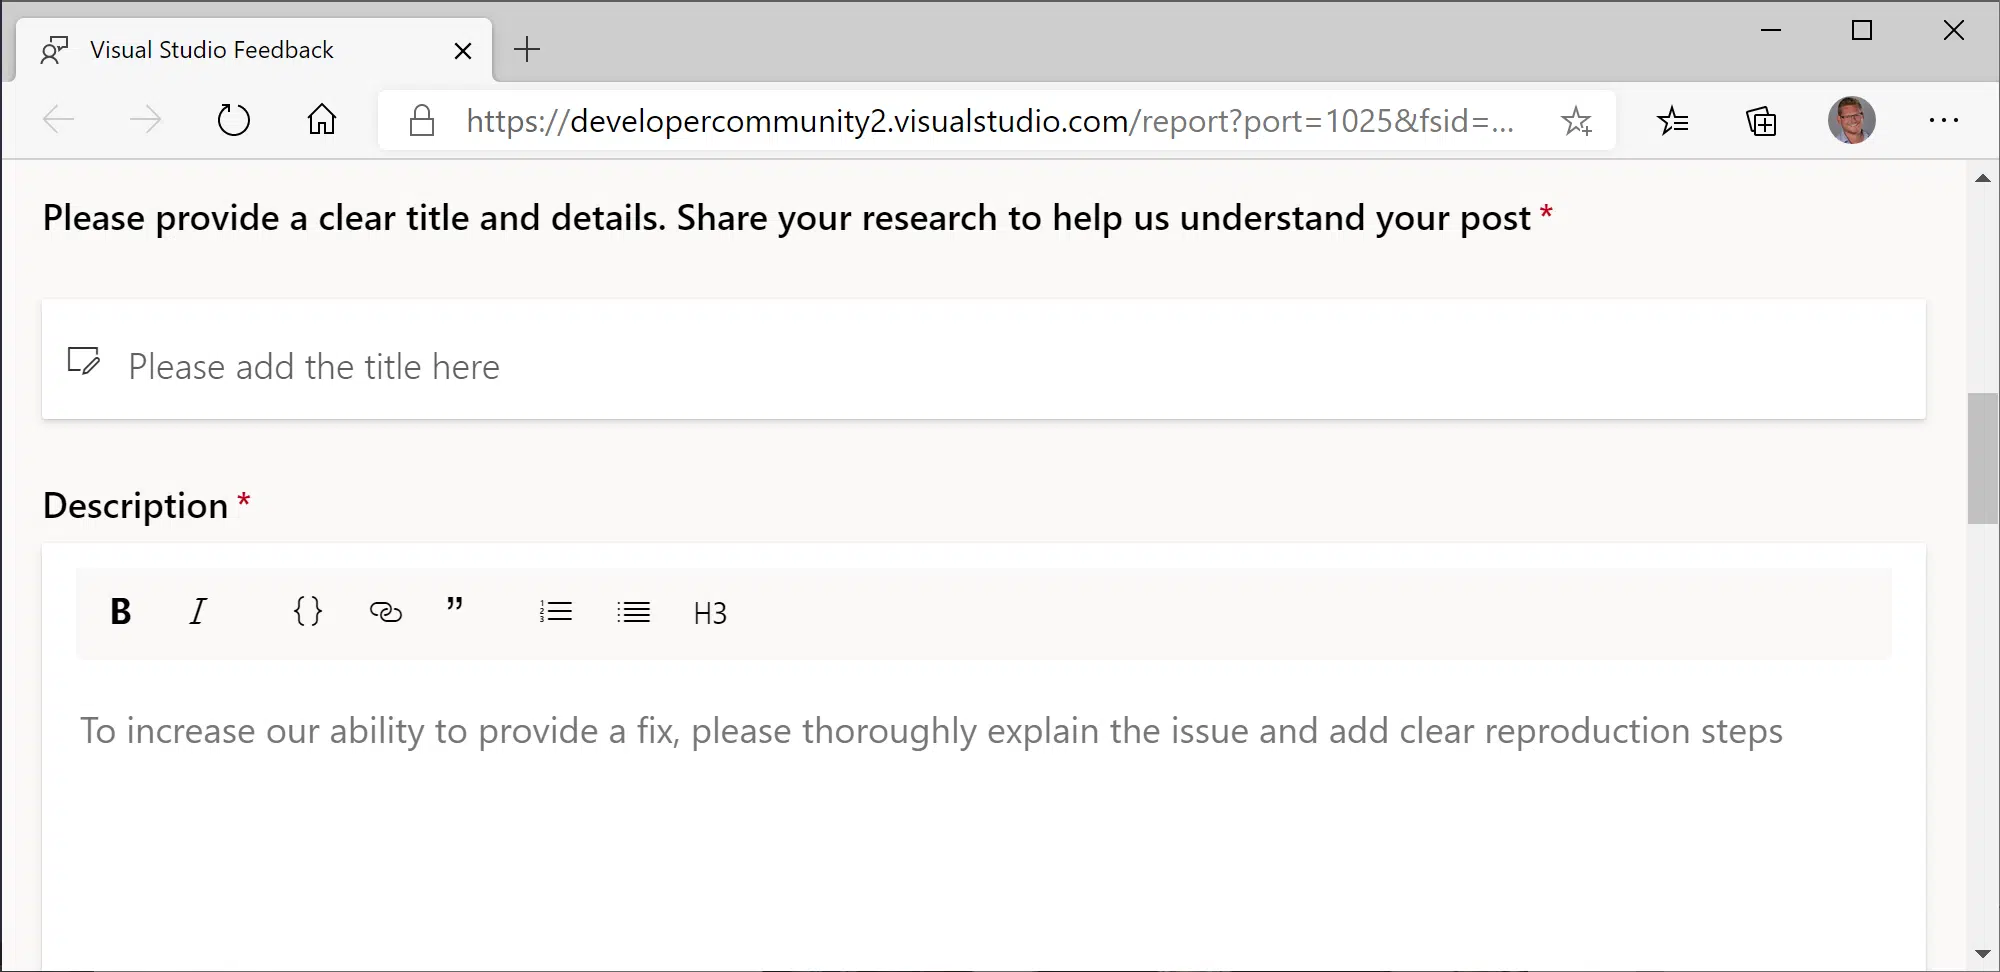 Visual Studio Feedback
https://developercommunity2.visualstudio.com/report?port=1025&fsid=...
Please provide a clear title and details. Share your research to help us understand your post *
Please add the title here
Description *
B I {} ” H3
To increase our ability to provide a fix, please thoroughly explain the issue and add clear reproduction steps